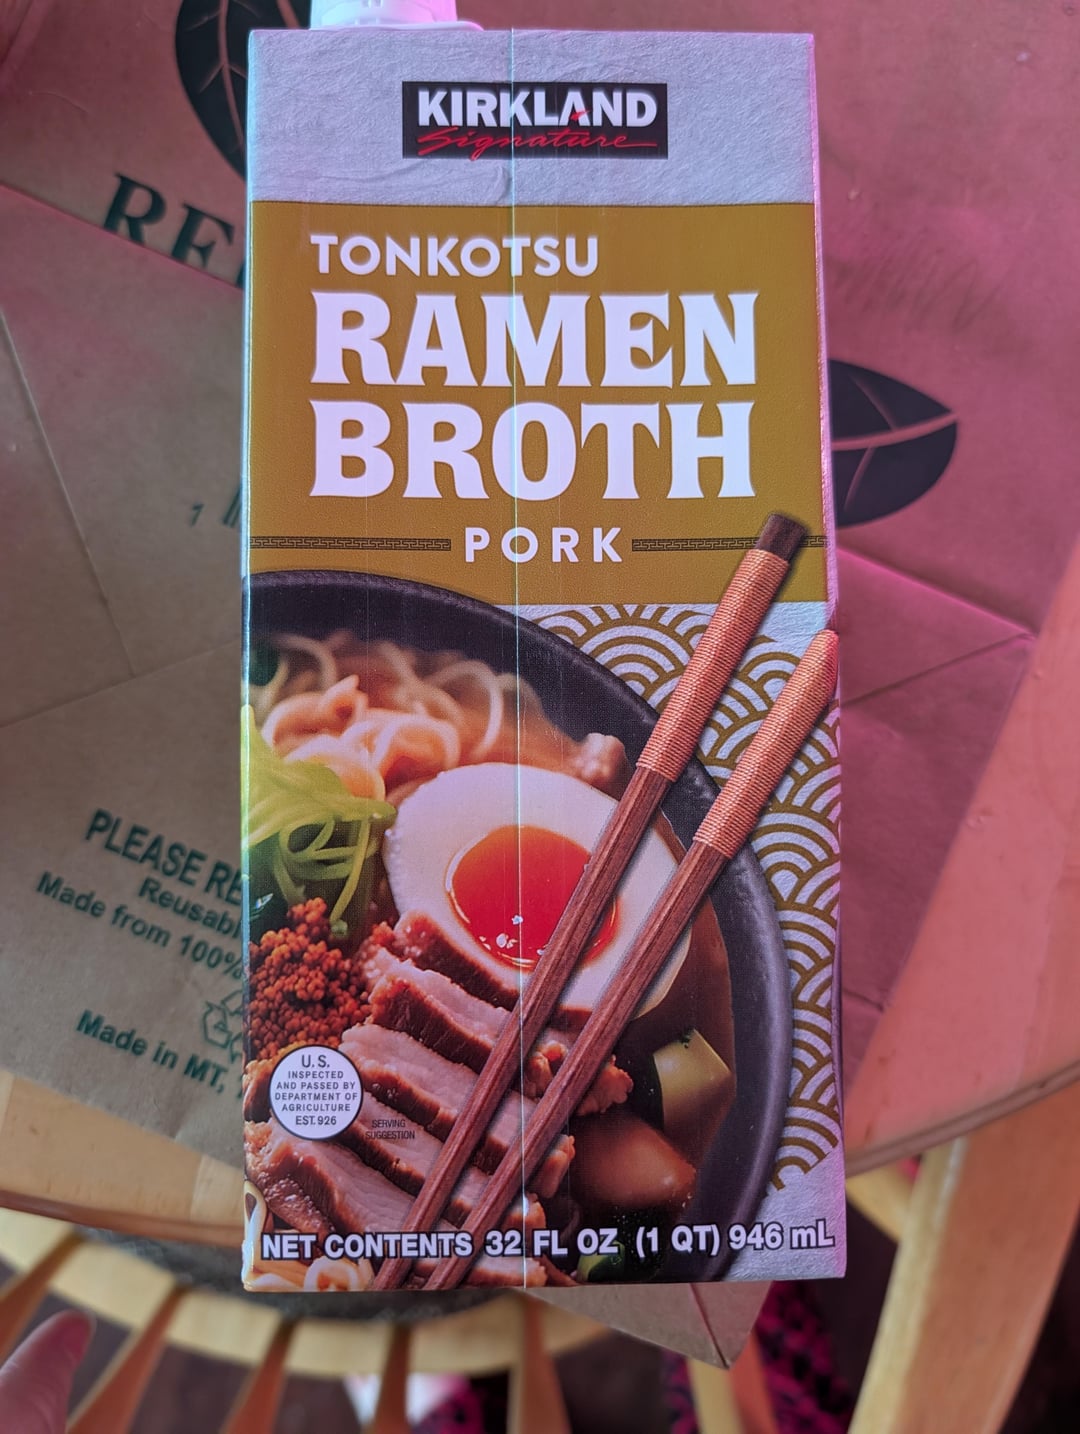 KIRKLAND
Signature
TONKOTSU
RAMEN
BROTH
PORK
U.S.
INSPECTED
AND PASSED BY
DEPARTMENT OF
AGRICULTURE
EST. 926
SERVING
SUGGESTION
NET CONTENTS 32 FL OZ (1 QT) 946 mL
RE
PLEASE RE
Reusabl
Made from 100%
Made in MT,